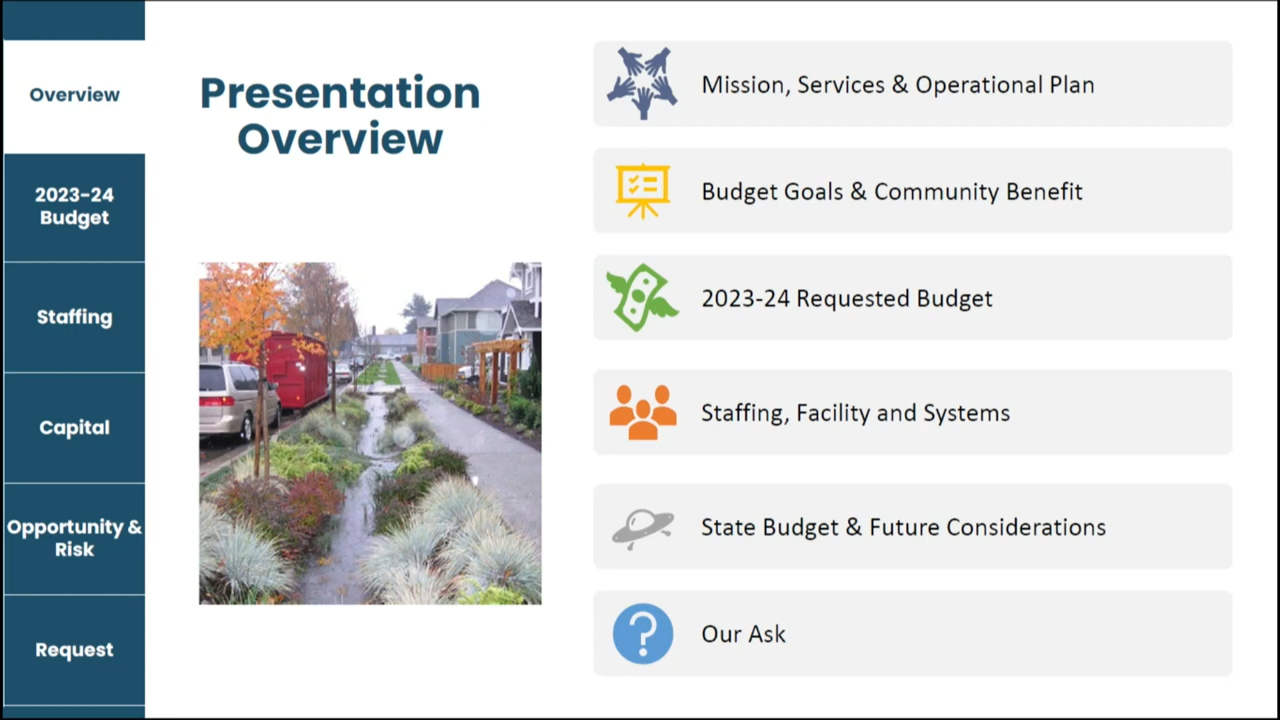 Overview
2023-24
Budget
Staffing
Capital
Opportunity &
Risk
Request
Presentation
Overview
Mission, Services & Operational Plan
Budget Goals & Community Benefit
2023-24 Requested Budget
Staffing, Facility and Systems
State Budget & Future Considerations
Our Ask